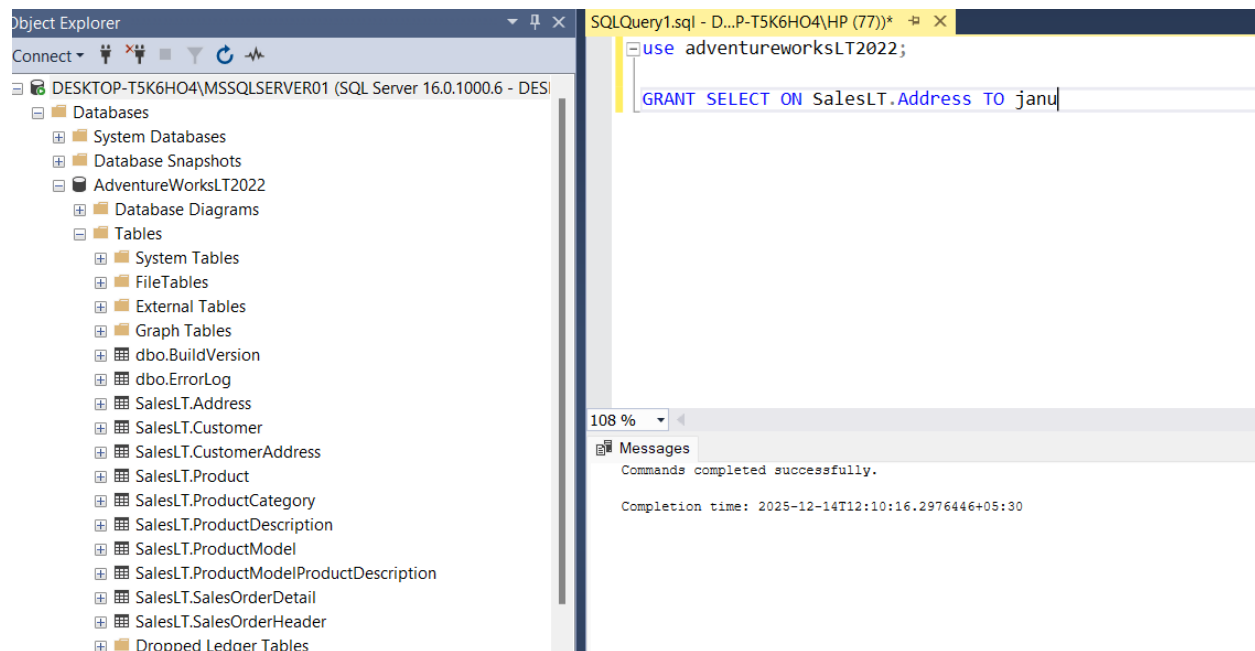 Object Explorer
Connect
DESKTOP-T5K6HO4\MSSQLSERVER01 (SQL Server 16.0.1000.6 - DES
Databases
System Databases
Database Snapshots
AdventureWorksLT2022
Database Diagrams
Tables
System Tables
FileTables
External Tables
Graph Tables
dbo.BuildVersion
dbo.ErrorLog
SalesLT.Address
SalesLT.Customer
SalesLT.CustomerAddress
SalesLT.Product
SalesLT.ProductCategory
SalesLT.ProductDescription
SalesLT.ProductModel
SalesLT.ProductModelProductDescription
SalesLT.SalesOrderDetail
SalesLT.SalesOrderHeader
Dropped Ledger Tables
SQLQuery1.sql - D...P-T5K6HO4\HP (77))*
use adventureworksLT2022;
GRANT SELECT ON SalesLT.Address TO janu
108 %
Messages
Commands completed successfully.
Completion time: 2025-12-14T12:10:16.2976446+05:30